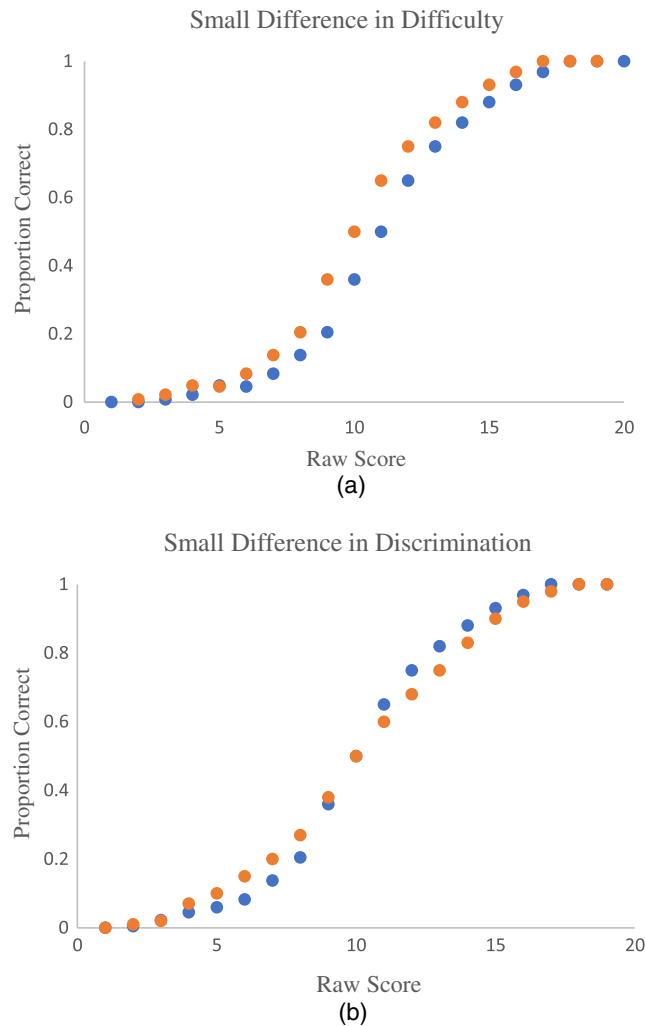 Small Difference in Difficulty
1
0.8
0.6
0.4
0.2
0
0 5 10 15 20
Proportion Correct
Raw Score
(a)
Small Difference in Discrimination
1
0.8
0.6
0.4
0.2
0
0 5 10 15 20
Proportion Correct
Raw Score
(b)